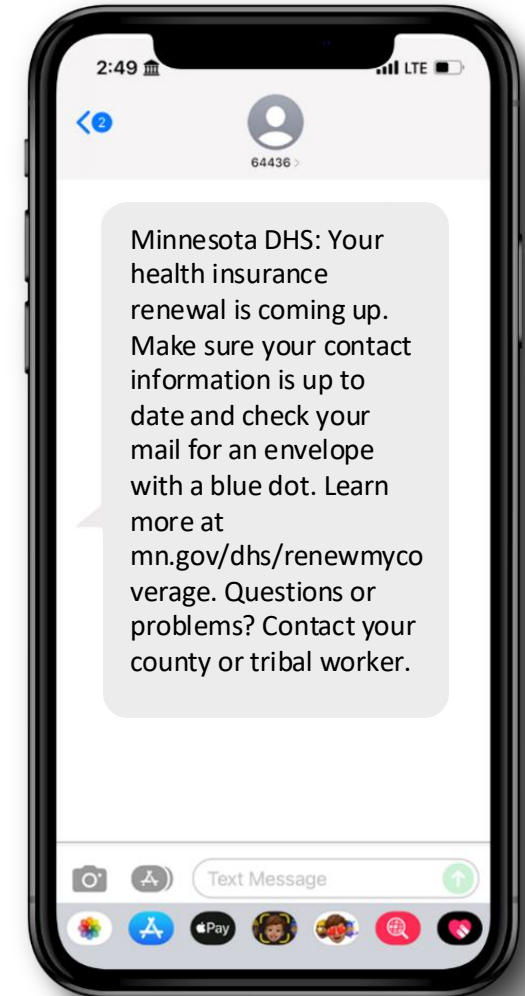 2:49
LTE
2
64436 >
Minnesota DHS: Your
health insurance
renewal is coming up.
Make sure your contact
information is up to
date and check your
mail for an envelope
with a blue dot. Learn
more at
mn.gov/dhs/renewmyco
verage. Questions or
problems? Contact your
county or tribal worker.
Text Message
Pay